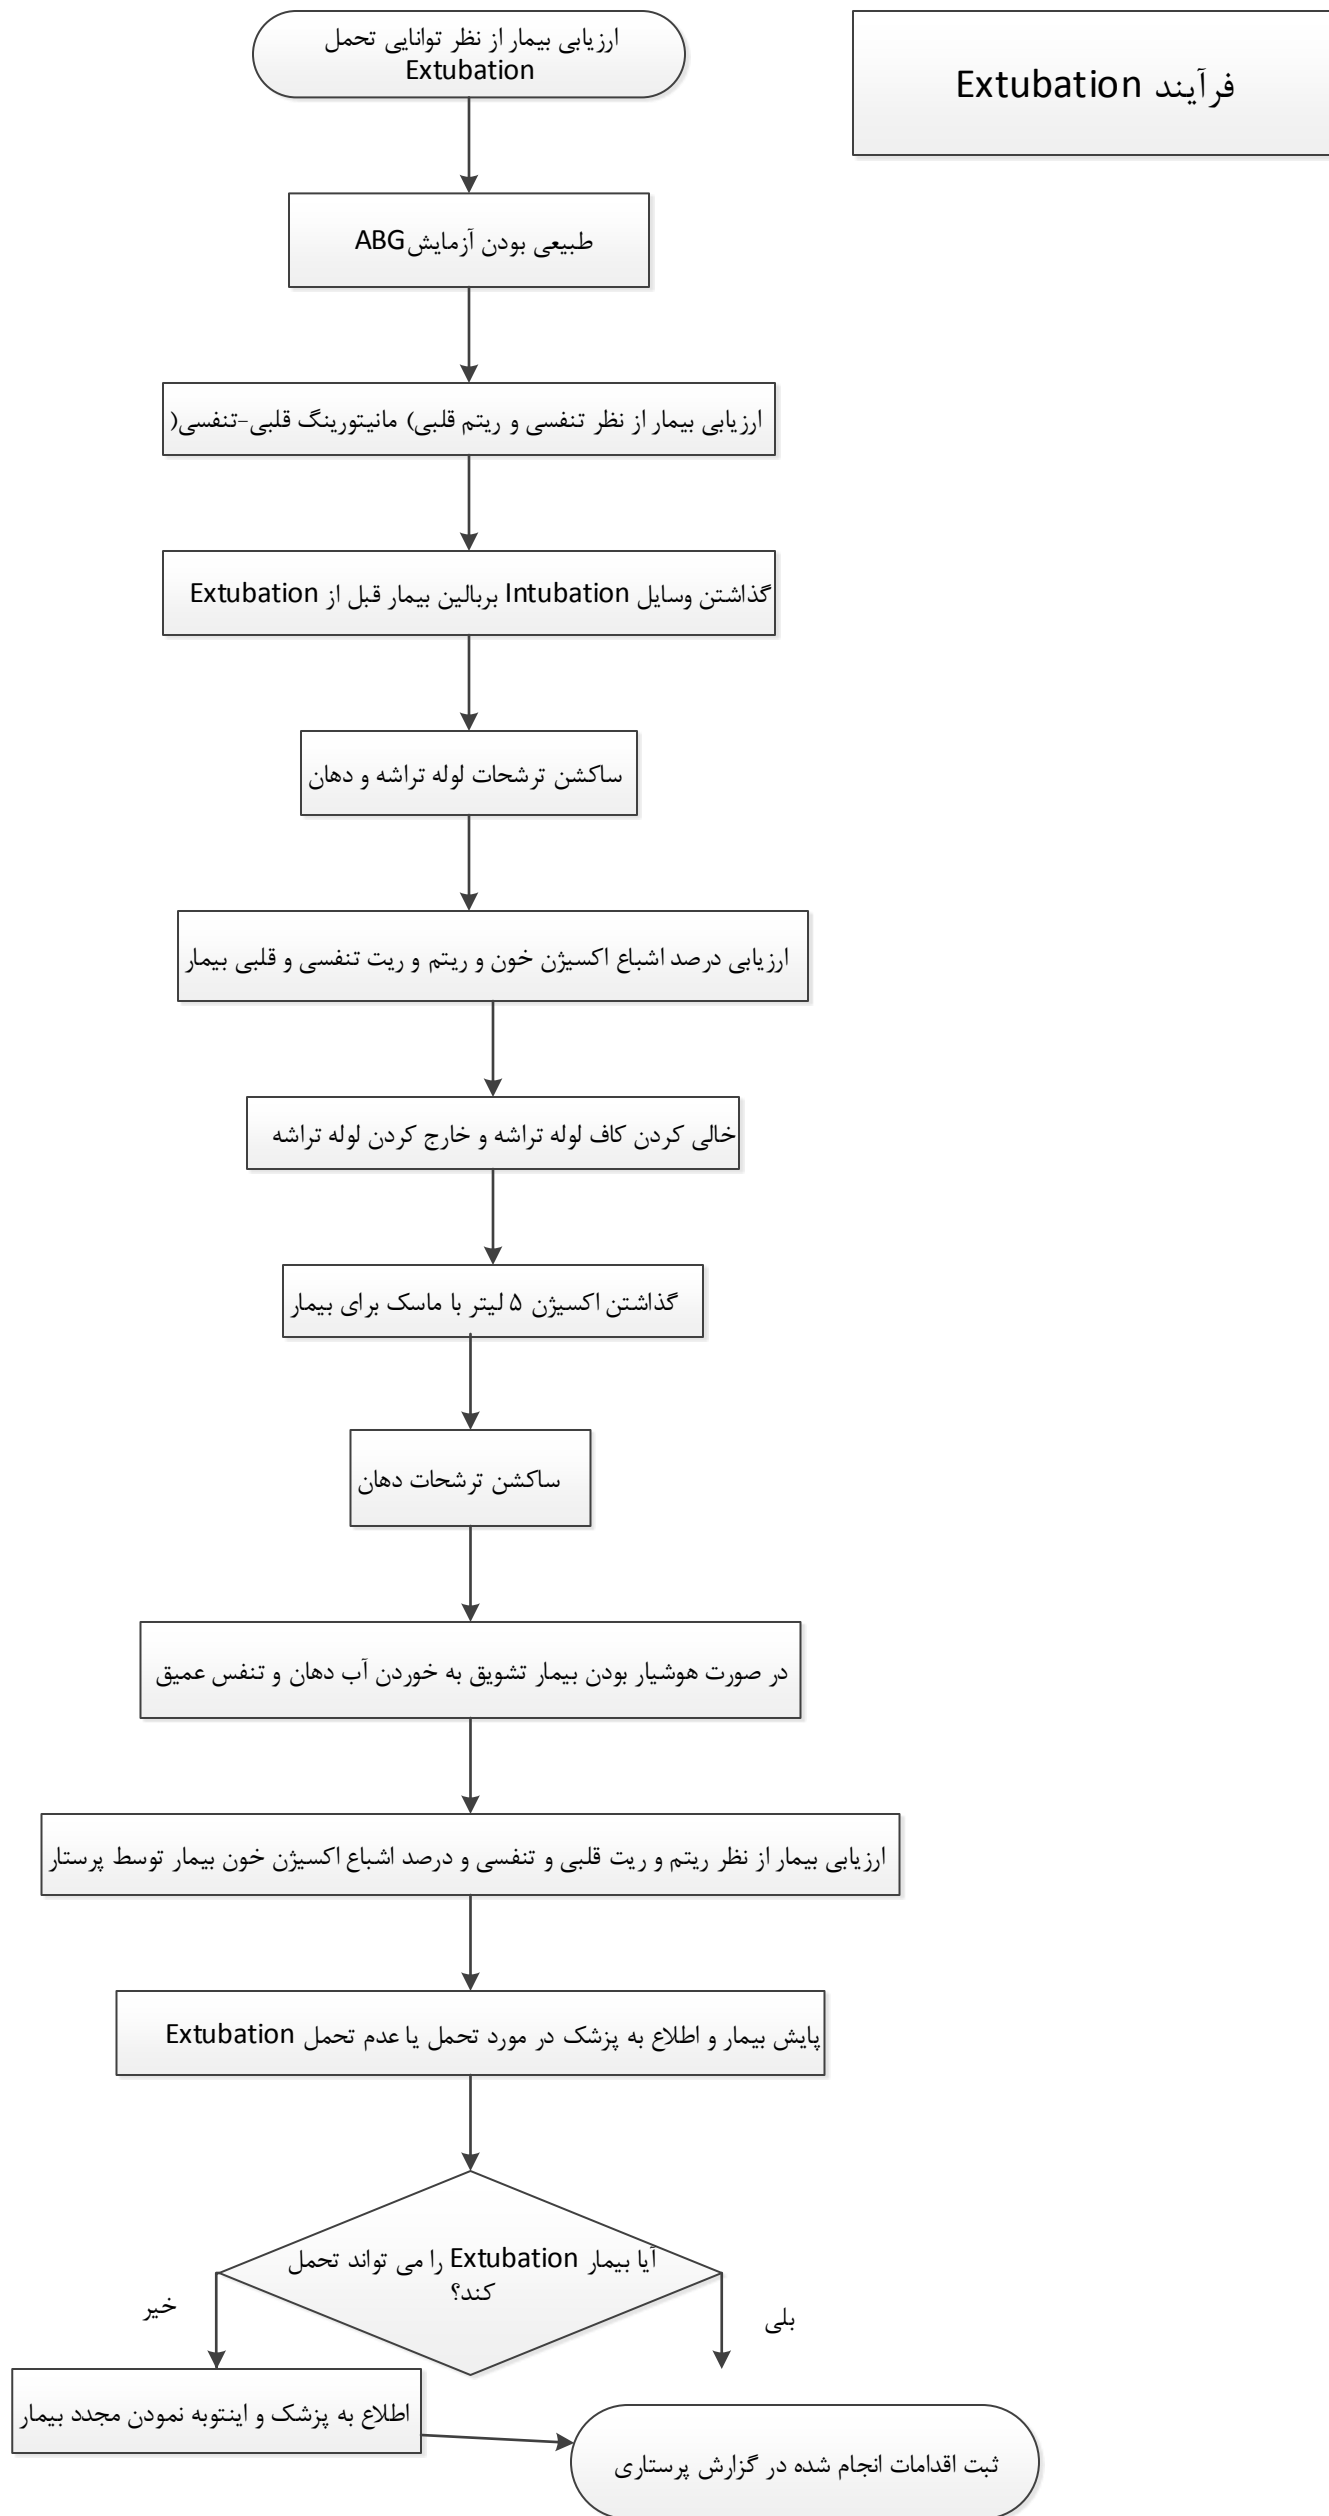 فرآیند Extubation
ارزیابی بیمار از نظر توانایی تحمل
Extubation
طبیعی بودن آزمایش ABG
ارزیابی بیمار از نظر تنفسی و ریتم قلبی) مانیتورینگ قلبی-تنفسی(
گذاشتن وسایل Intubation بربالین بیمار قبل از Extubation
ساکشن ترشحات لوله تراشه و دهان
ارزیابی درصد اشباع اکسیژن خون و ریتم و ریت تنفسی و قلبی بیمار
خالی کردن کاف لوله تراشه و خارج کردن لوله تراشه
گذاشتن اکسیژن ۵ لیتر با ماسک برای بیمار
ساکشن ترشحات دهان
در صورت هوشیار بودن بیمار تشویق به خوردن آب دهان و تنفس عمیق
ارزیابی بیمار از نظر ریتم و ریت قلبی و تنفسی و درصد اشباع اکسیژن خون بیمار توسط پرستار
پایش بیمار و اطلاع به پزشک در مورد تحمل یا عدم تحمل Extubation
آیا بیمار Extubation را می تواند تحمل
کند؟
بلی
خیر
اطلاع به پزشک و اینتوبه نمودن مجدد بیمار
ثبت اقدامات انجام شده در گزارش پرستاری